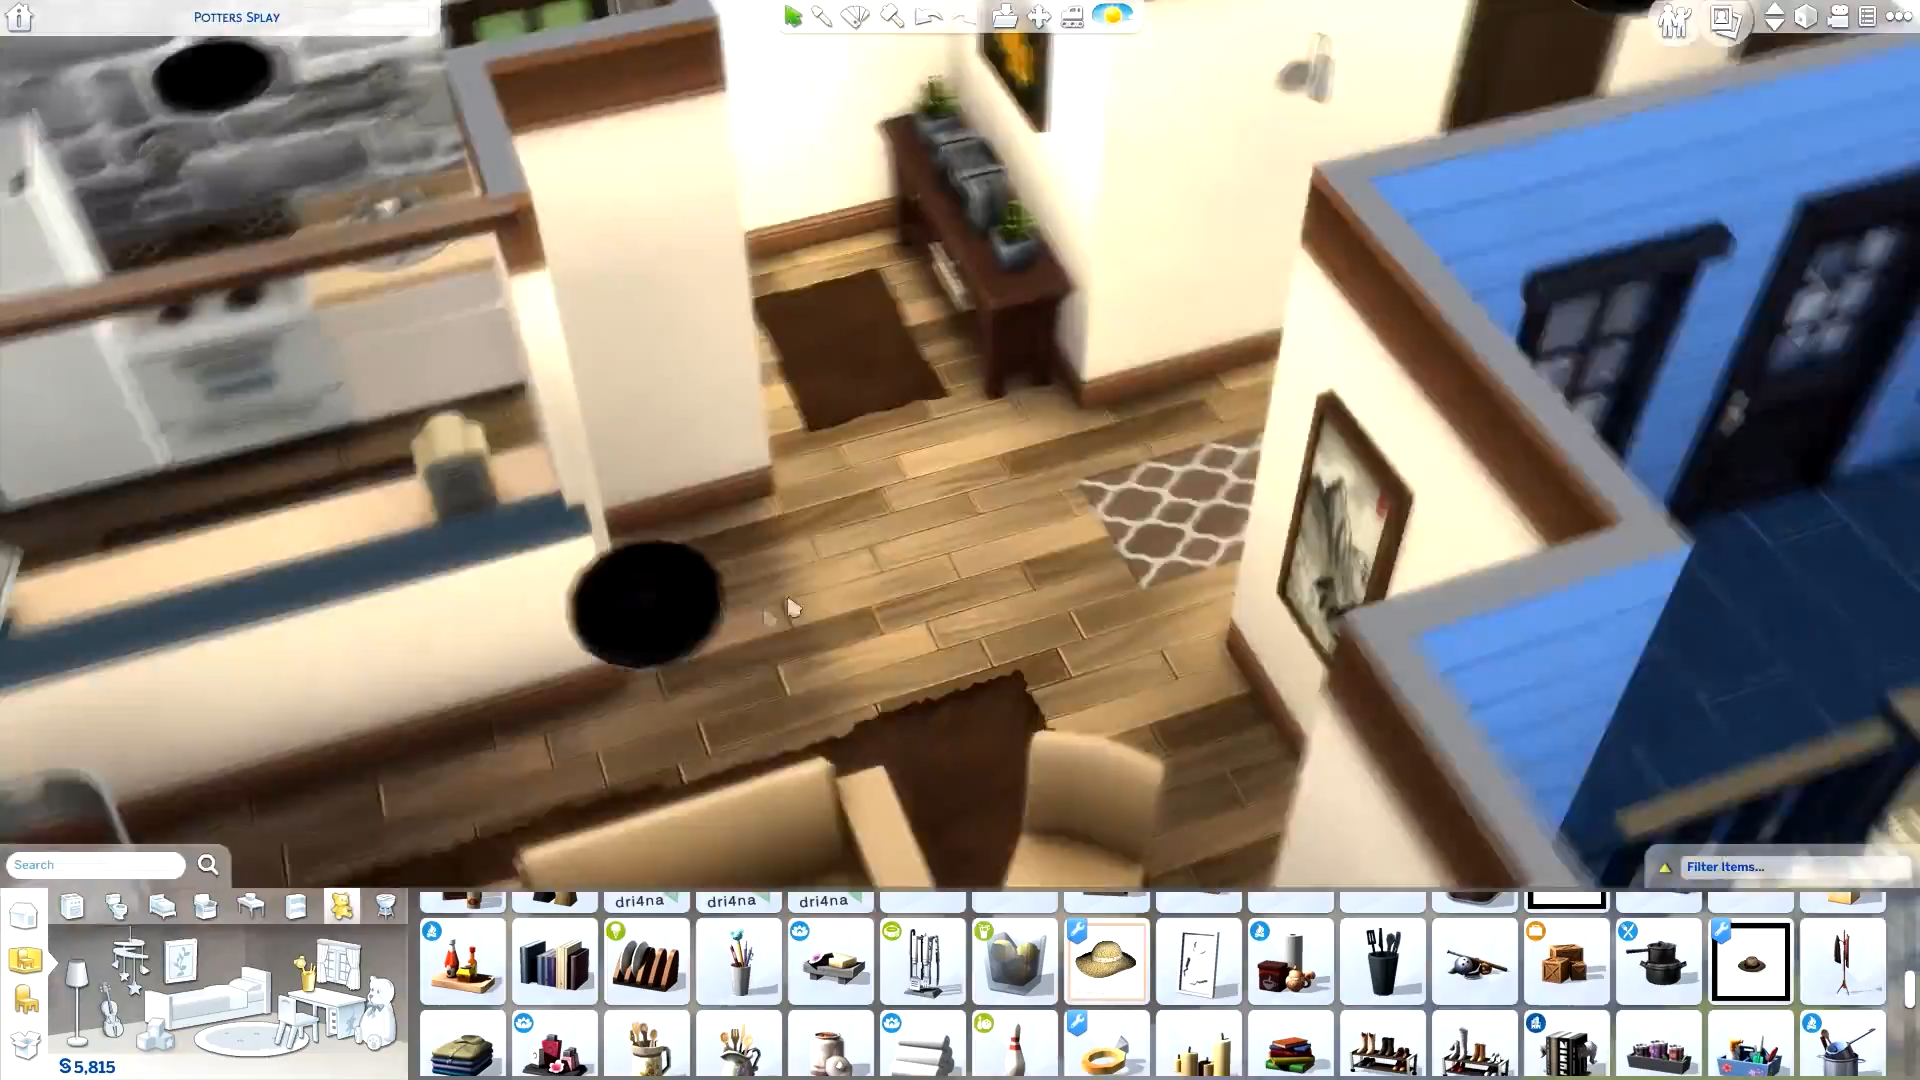 Potters Splay
Search
Filter Items...
dri4na
dri4na
dri4na
§5,815